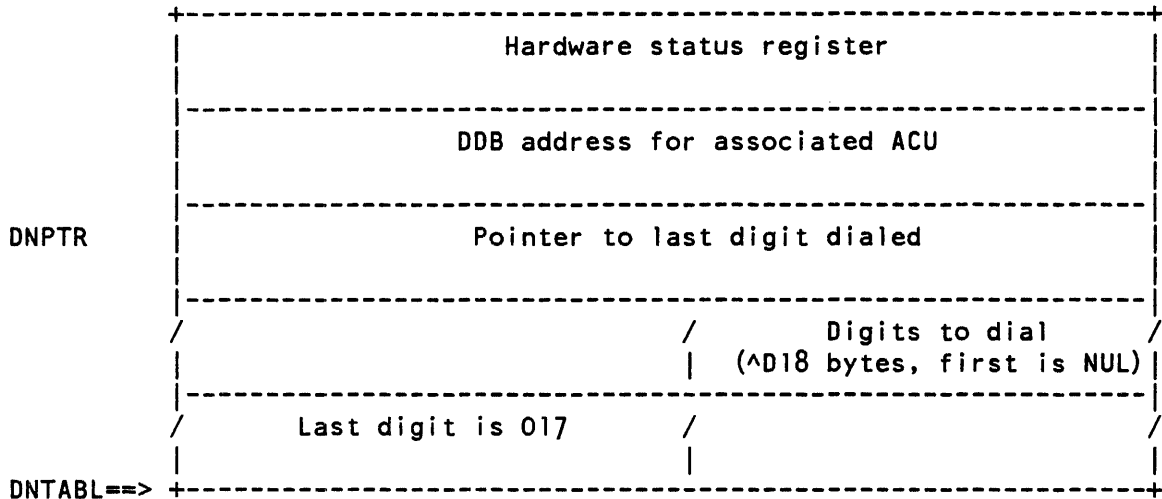 Hardware status register
DDB address for associated ACU
DNPTR Pointer to last digit dialed
Digits to dial
(^D18 bytes, first is NUL)
Last digit is 017
DNTABL==>